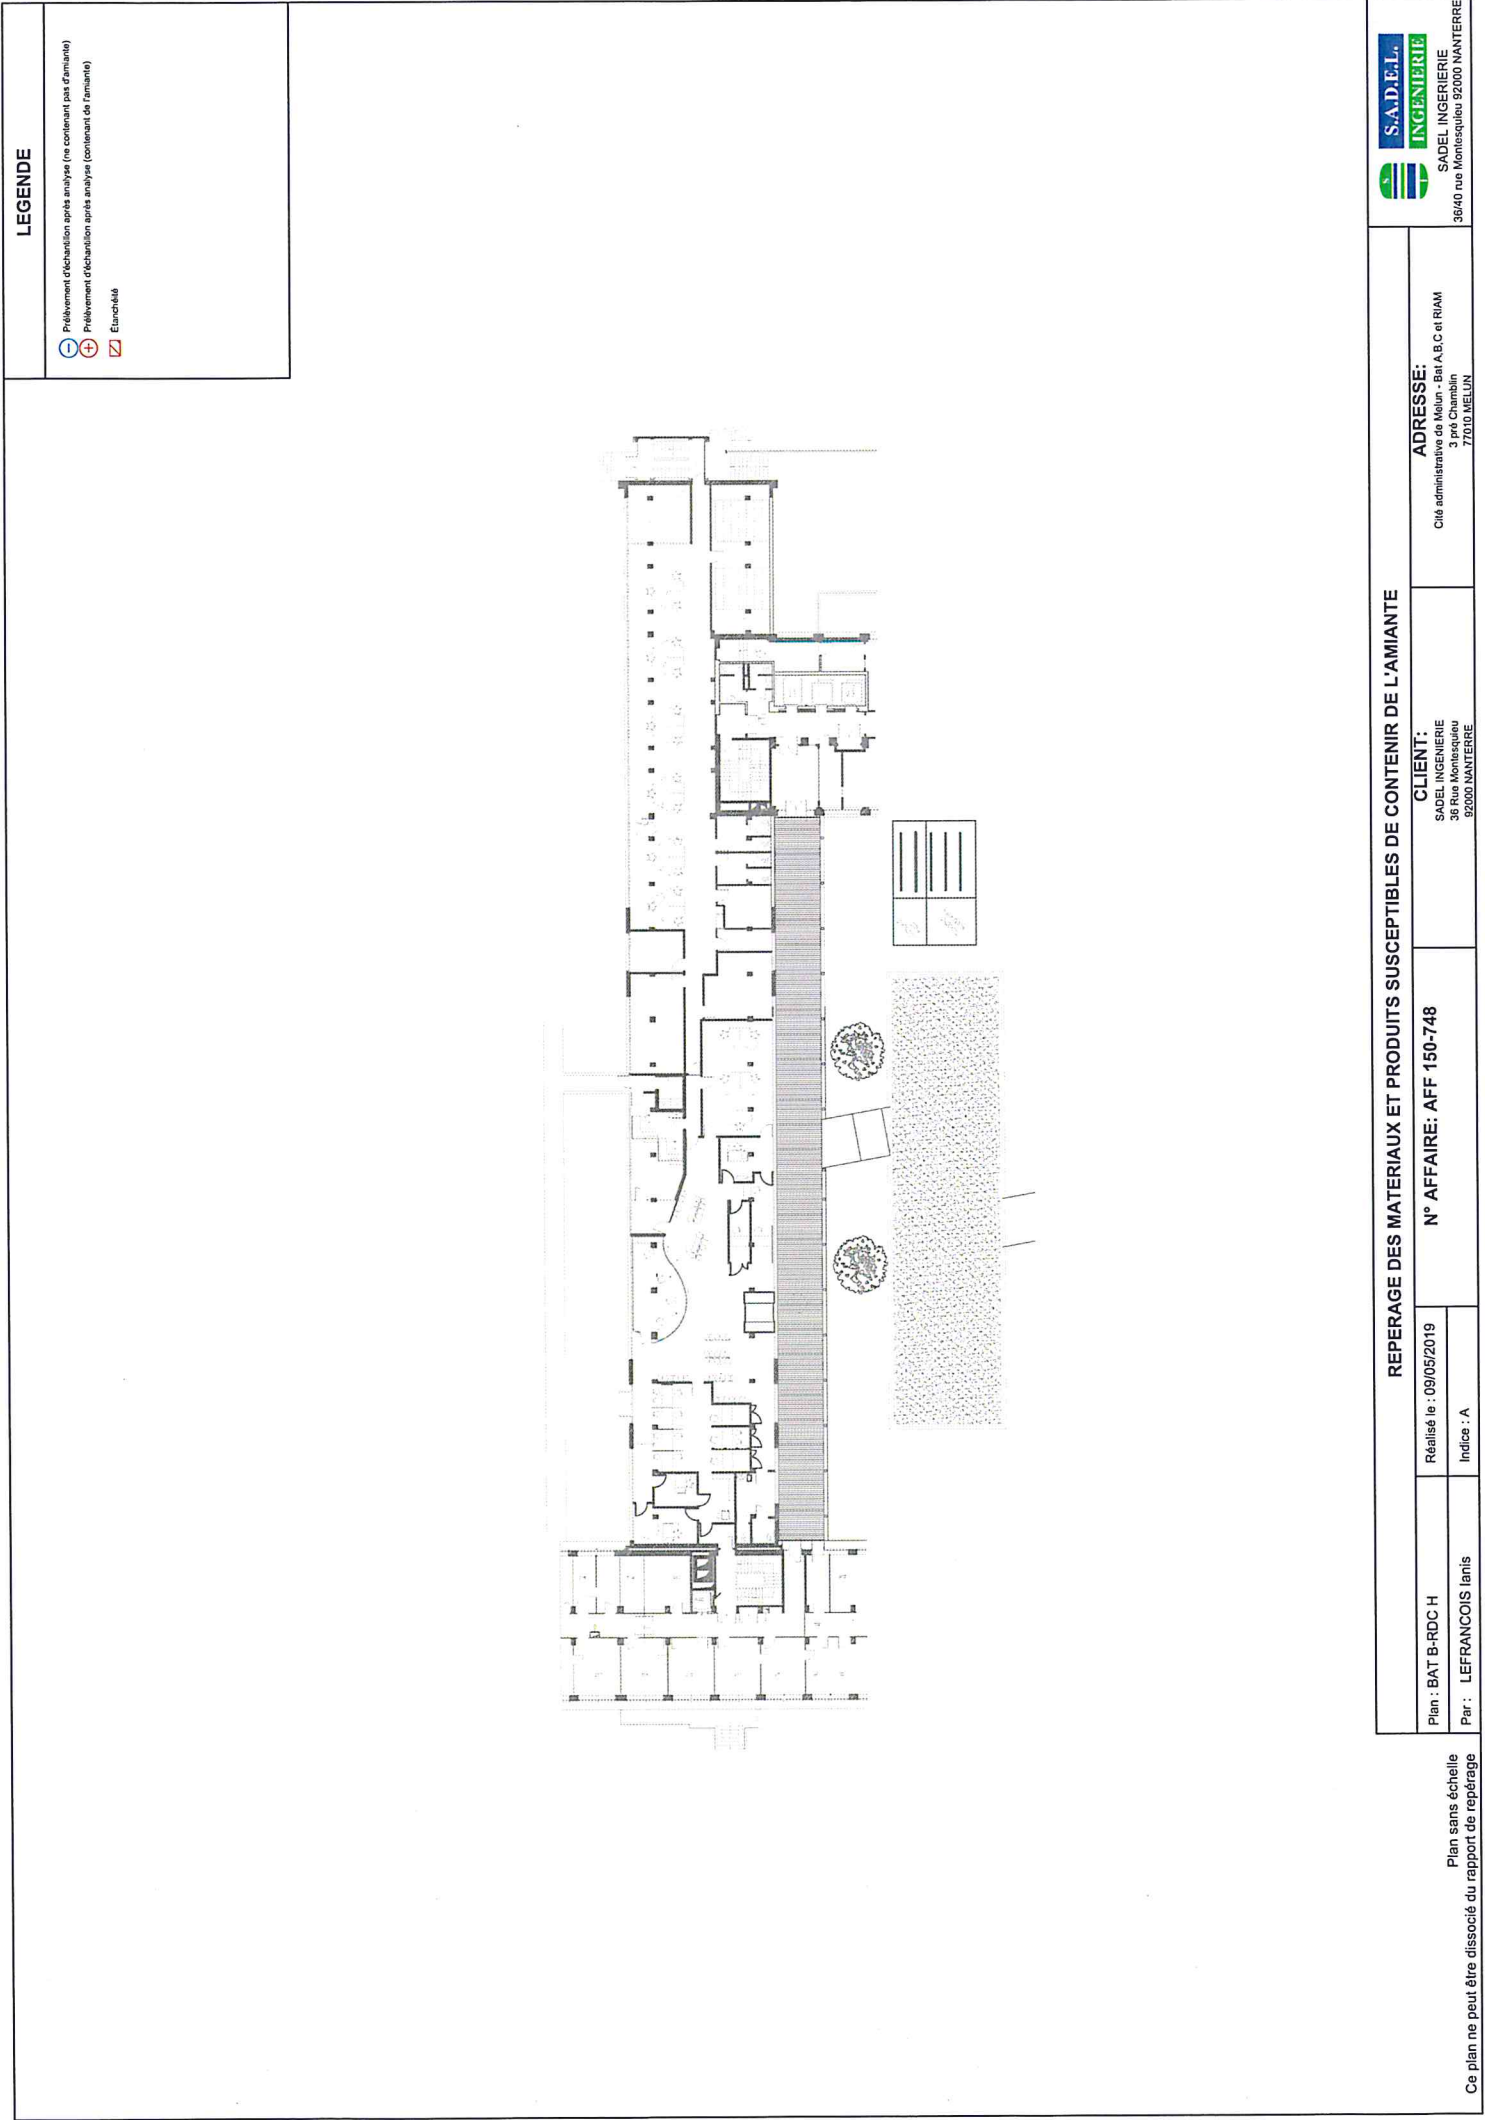 LEGENDE
Prélèvement d'échantillon après analyse (ne contenant pas d'amiante)
Prélèvement d'échantillon après analyse (contenant de l'amiante)
Étanchéité
REPERAGE DES MATERIAUX ET PRODUITS SUSCEPTIBLES DE CONTENIR DE L'AMIANTE
Plan : BAT B-RDC H
Réalisé le : 09/05/2019
Par : LEFRANCOIS Ianis
Indice : A
N° AFFAIRE: AFF 150-748
CLIENT:
SADEL INGENIERIE
36 Rue Montesquieu
92000 NANTERRE
ADRESSE:
Cité administrative de Melun - Bat A,B,C et RIAM
3 pré Chamblin
77010 MELUN
S.A.D.E.L.
INGENIERIE
SADEL INGERIERIE
36/40 rue Montesquieu 92000 NANTERRE
Plan sans échelle
Ce plan ne peut être dissocié du rapport de repérage